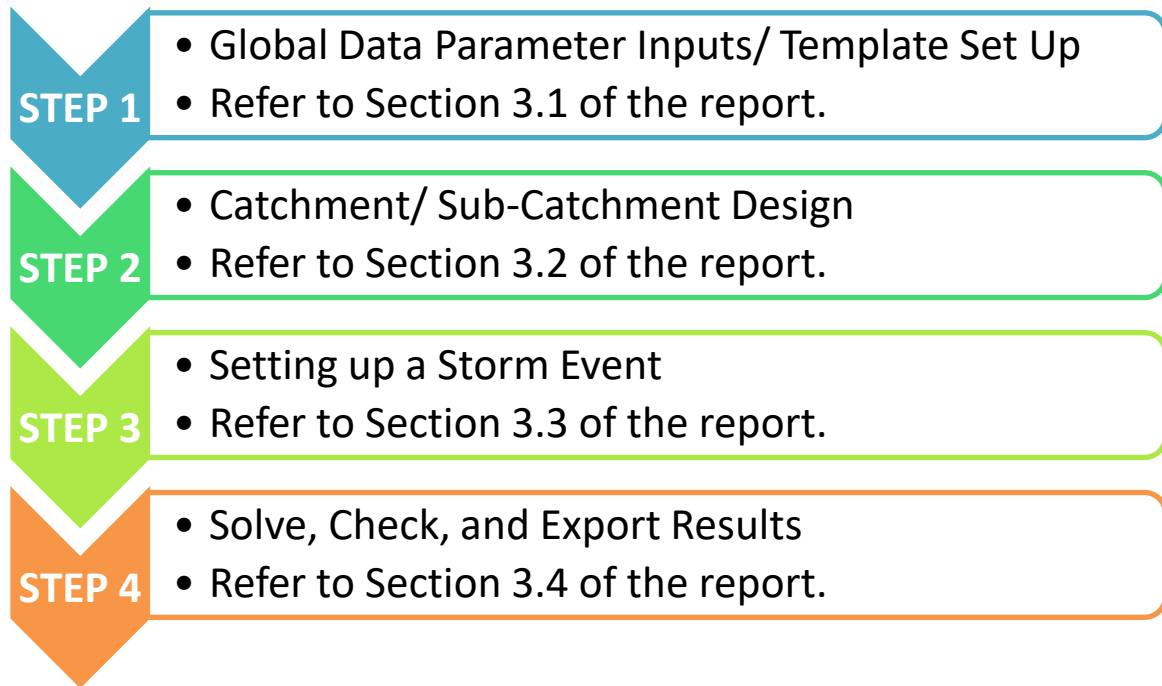 STEP 1
• Global Data Parameter Inputs/ Template Set Up
• Refer to Section 3.1 of the report.
STEP 2
• Catchment/ Sub-Catchment Design
• Refer to Section 3.2 of the report.
STEP 3
• Setting up a Storm Event
• Refer to Section 3.3 of the report.
STEP 4
• Solve, Check, and Export Results
• Refer to Section 3.4 of the report.